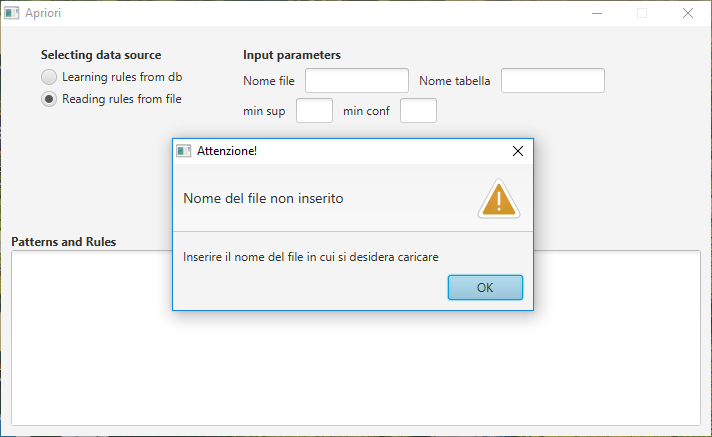 Apriori
Selecting data source
Input parameters
Learning rules from db
Nome file
Nome tabella
Reading rules from file
min sup
min conf
Attenzione!
Nome del file non inserito
Patterns and Rules
Inserire il nome del file in cui si desidera caricare
OK